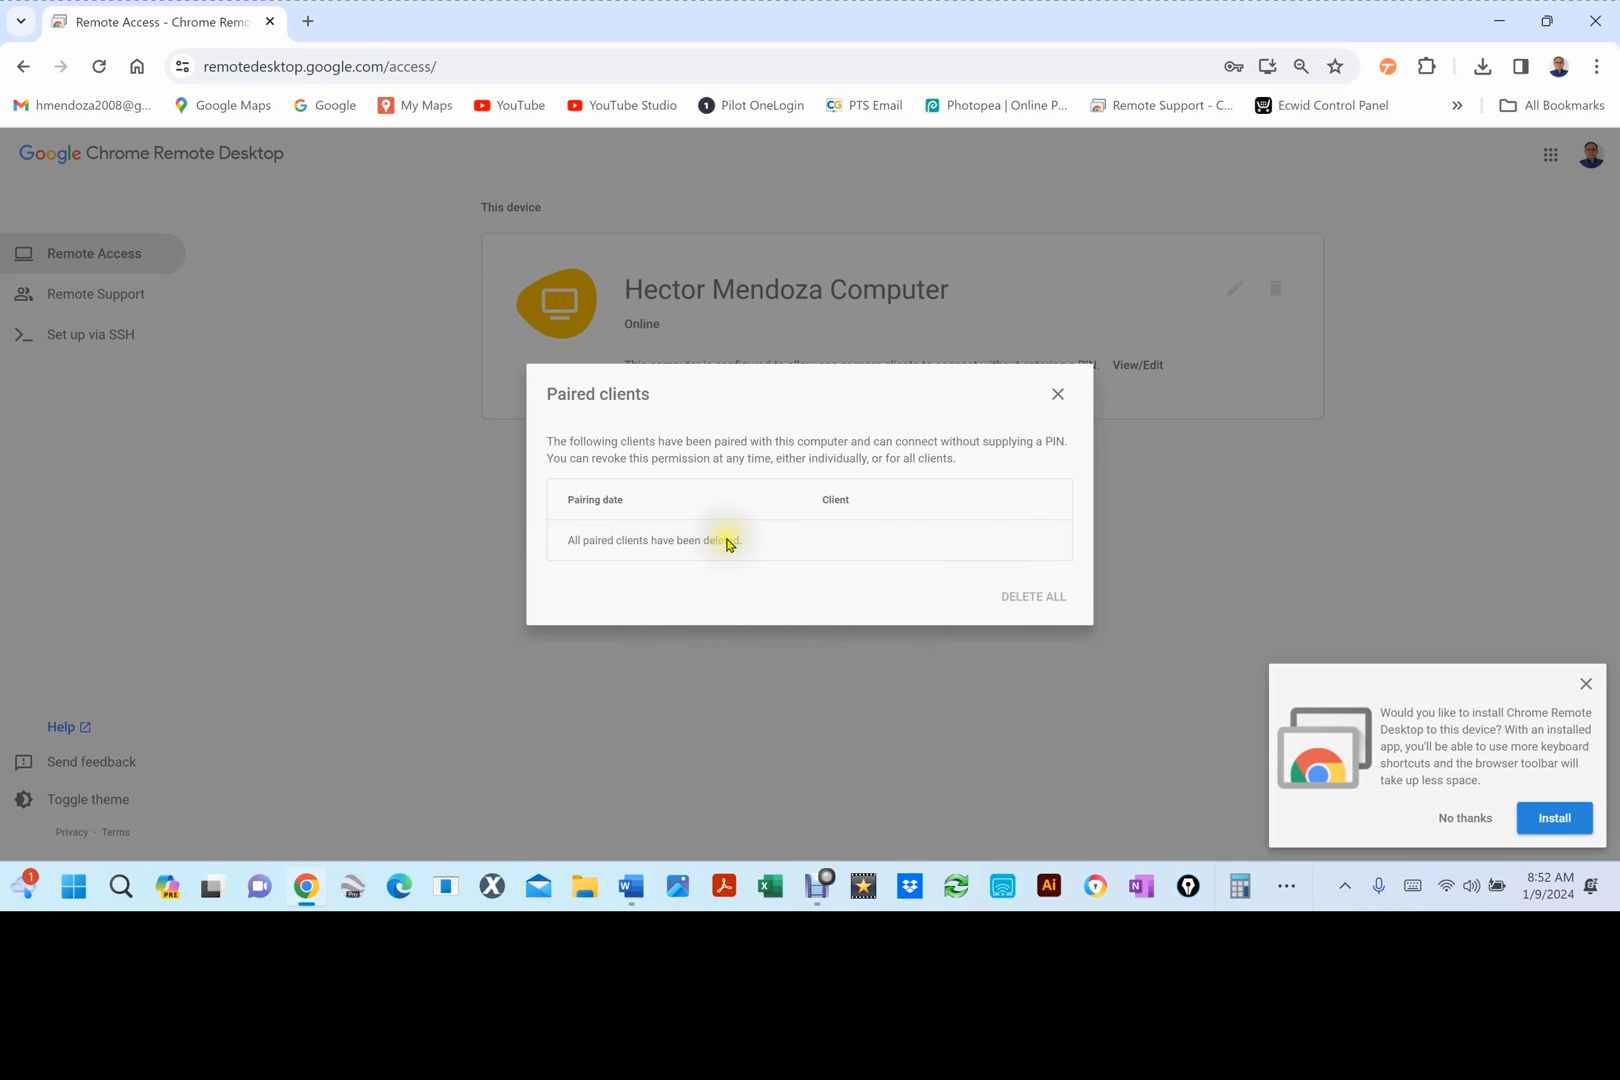 Remote Access - Chrome Remo
remotedesktop.google.com/access/
hmendoza2008@g...
Google Maps
Google
My Maps
YouTube
YouTube Studio
Pilot OneLogin
PTS Email
Photopea | Online P...
Remote Support - C...
Ecwid Control Panel
All Bookmarks
Google Chrome Remote Desktop
This device
Remote Access
Remote Support
Set up via SSH
Hector Mendoza Computer
Online
View/Edit
Paired clients
The following clients have been paired with this computer and can connect without supplying a PIN.
You can revoke this permission at any time, either individually, or for all clients.
Pairing date Client
All paired clients have been deleted.
DELETE ALL
Help
Send feedback
Toggle theme
Privacy · Terms
Would you like to install Chrome Remote
Desktop to this device? With an installed
app, you'll be able to use more keyboard
shortcuts and the browser toolbar will
take up less space.
No thanks
Install
8:52 AM
1/9/2024